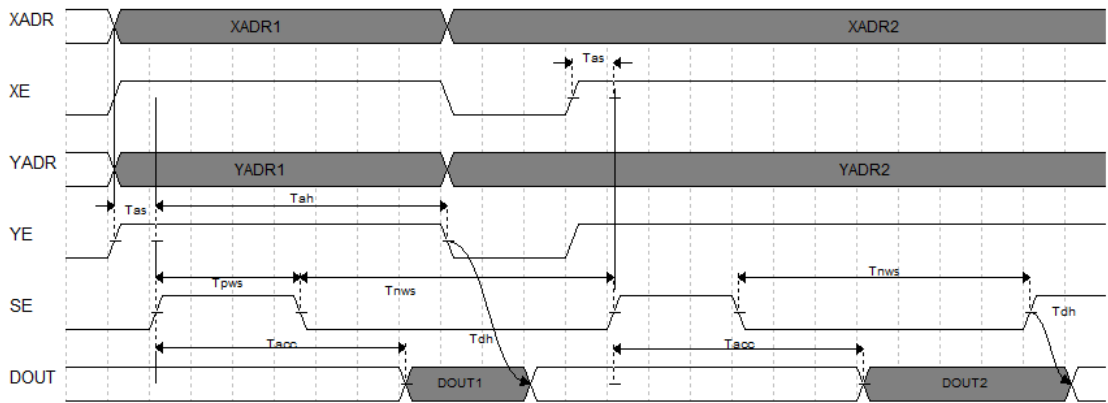 XADR XADR1 XADR2
Tas
XE
YADR YADR1 YADR2
Tas Tah
YE
Tpws Tnws Tnws
SE
Tacc Tdh Tacc Tdh
DOUT DOUT1 DOUT2